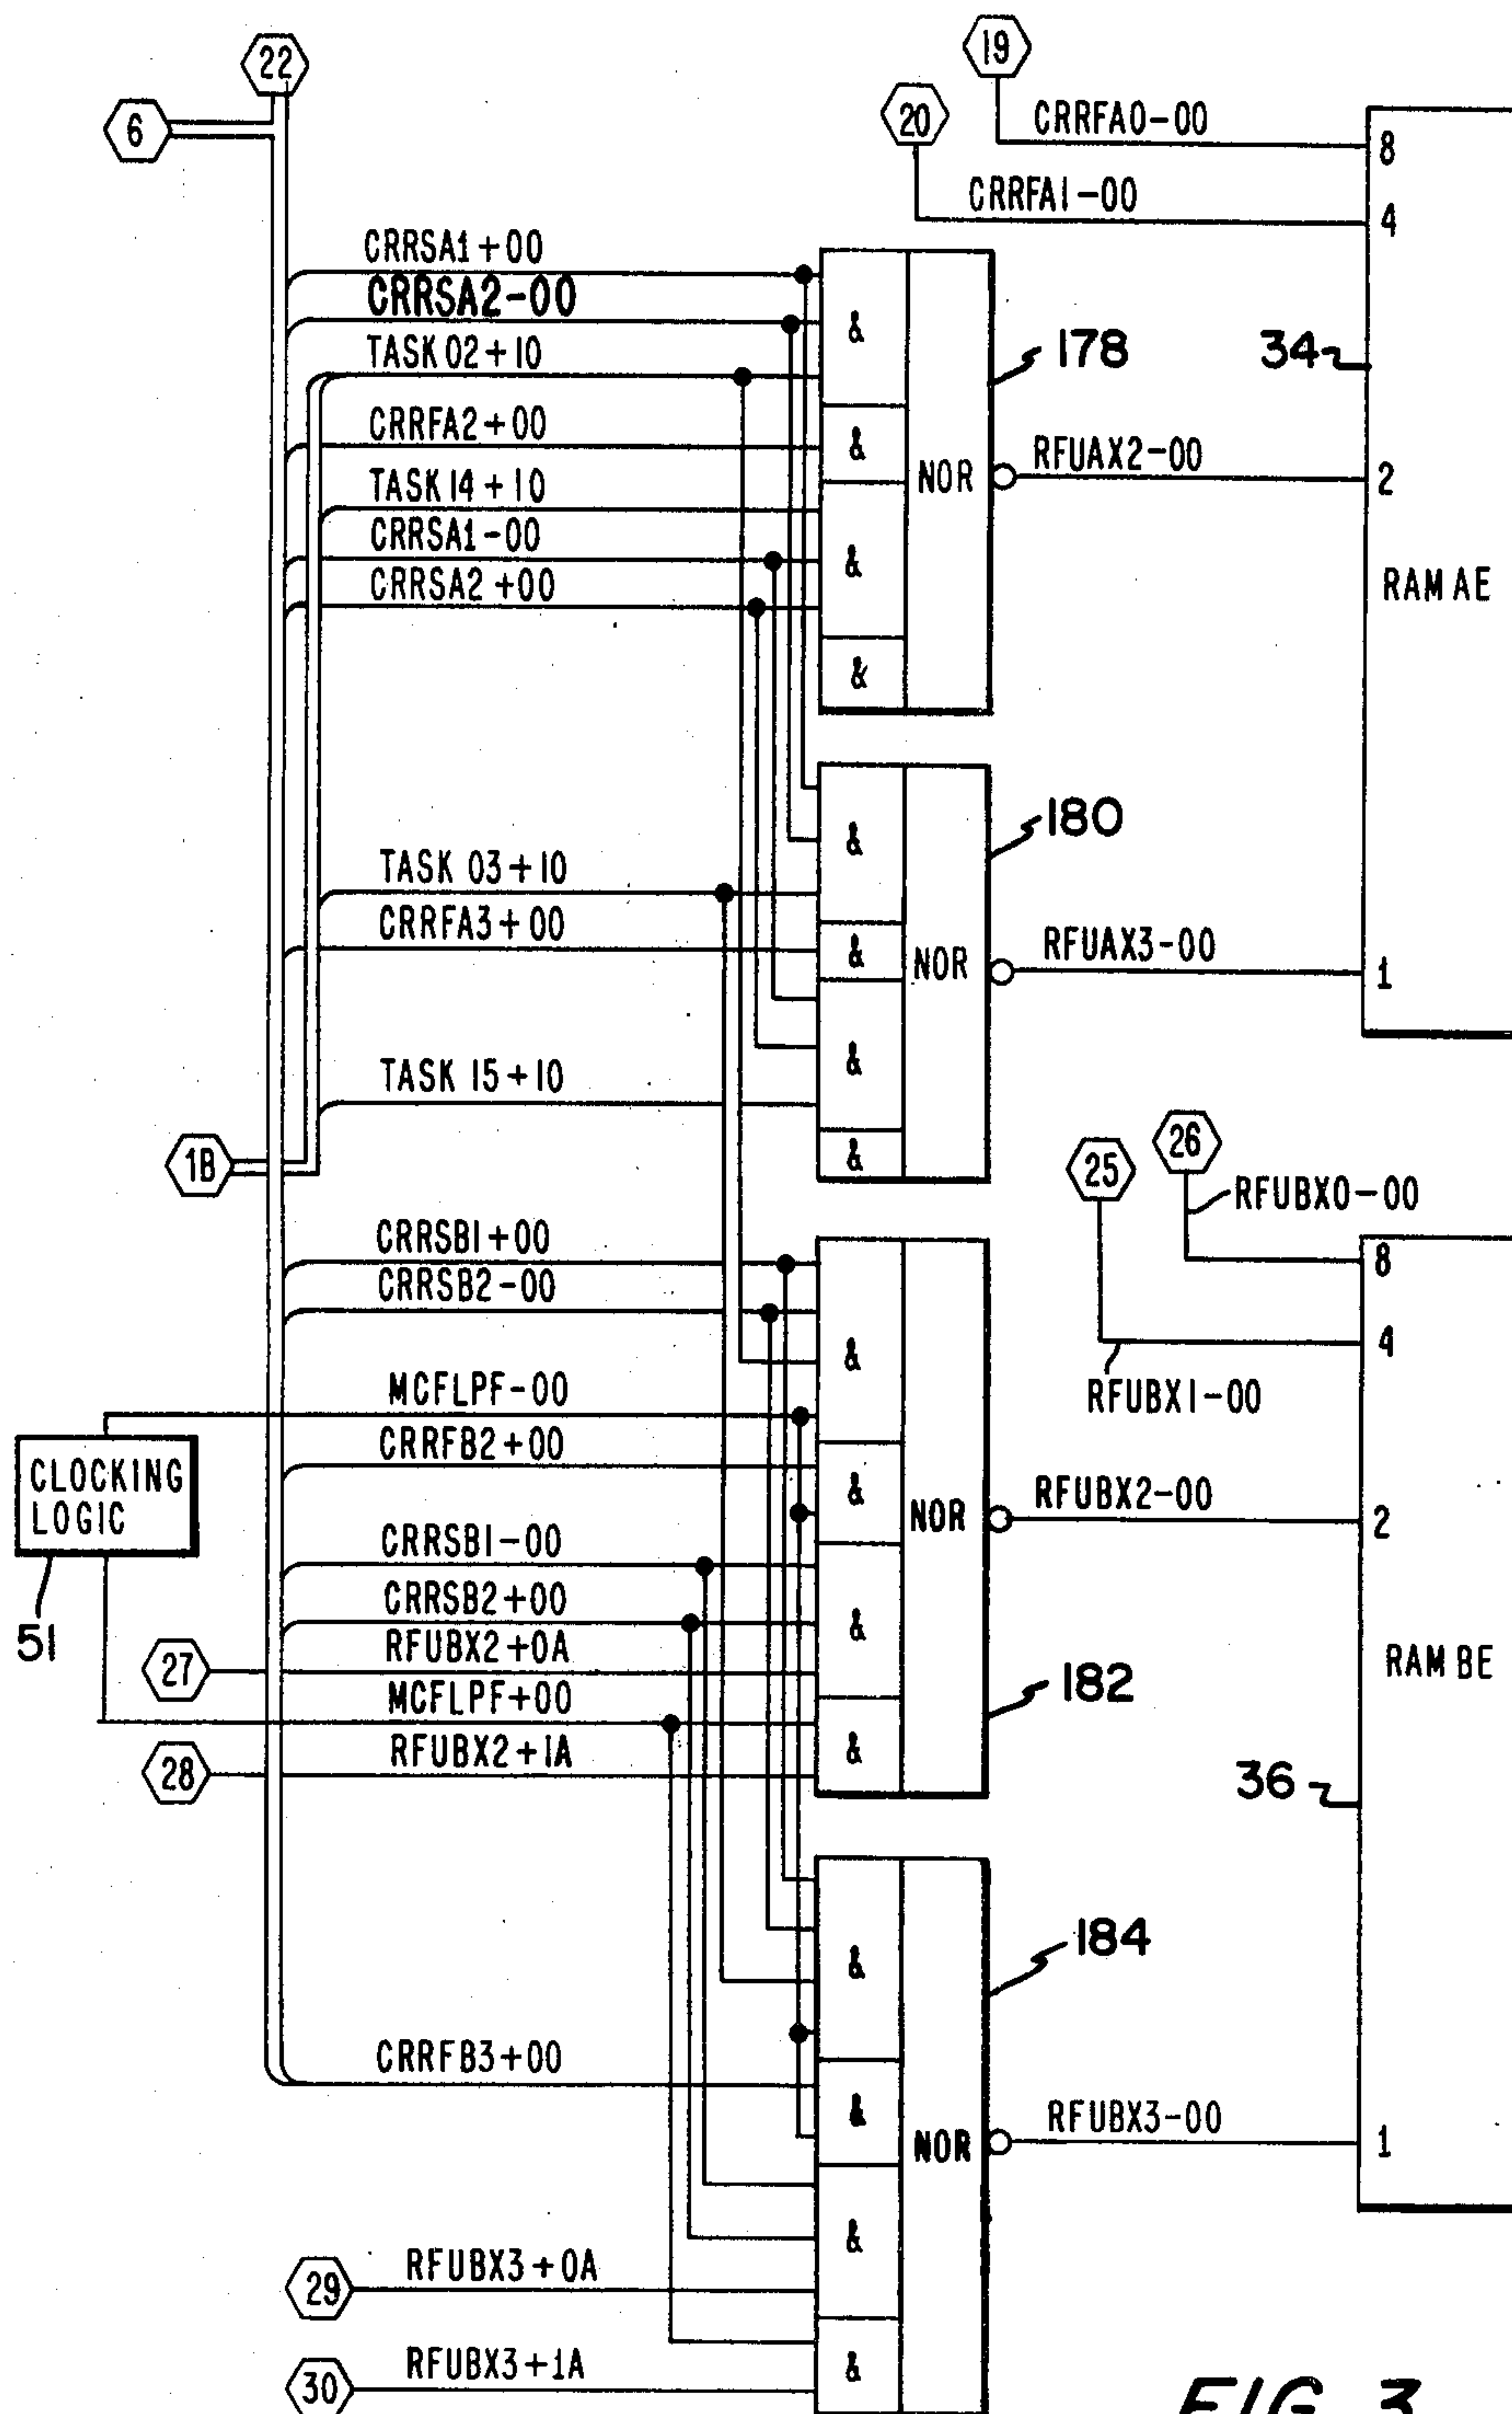 22
19
6
20
CRRFA0-00
8
CRRFA1-00
4
CRRSA1+00
CRRSA2-00
TASK 02+10
&
178
34
CRRFA2+00
&
NOR
RFUAX2-00
2
TASK 14+10
CRRSA1-00
&
CRRSA2+00
RAM AE
&
180
&
TASK 03+10
CRRFA3+00
&
NOR
RFUAX3-00
1
&
TASK 15+10
&
1B
25
26
RFUBX0-00
CRRSB1+00
8
CRRSB2-00
4
&
RFUBX1-00
MCFLPF-00
CLOCKING
LOGIC
CRRFB2+00
&
NOR
RFUBX2-00
2
51
CRRSB1-00
CRRSB2+00
&
27
RFUBX2+0A
RAM BE
182
MCFLPF+00
&
28
RFUBX2+1A
36
184
&
CRRFB3+00
&
NOR
RFUBX3-00
1
&
29
RFUBX3+0A
30
RFUBX3+1A
&
FIG. 3